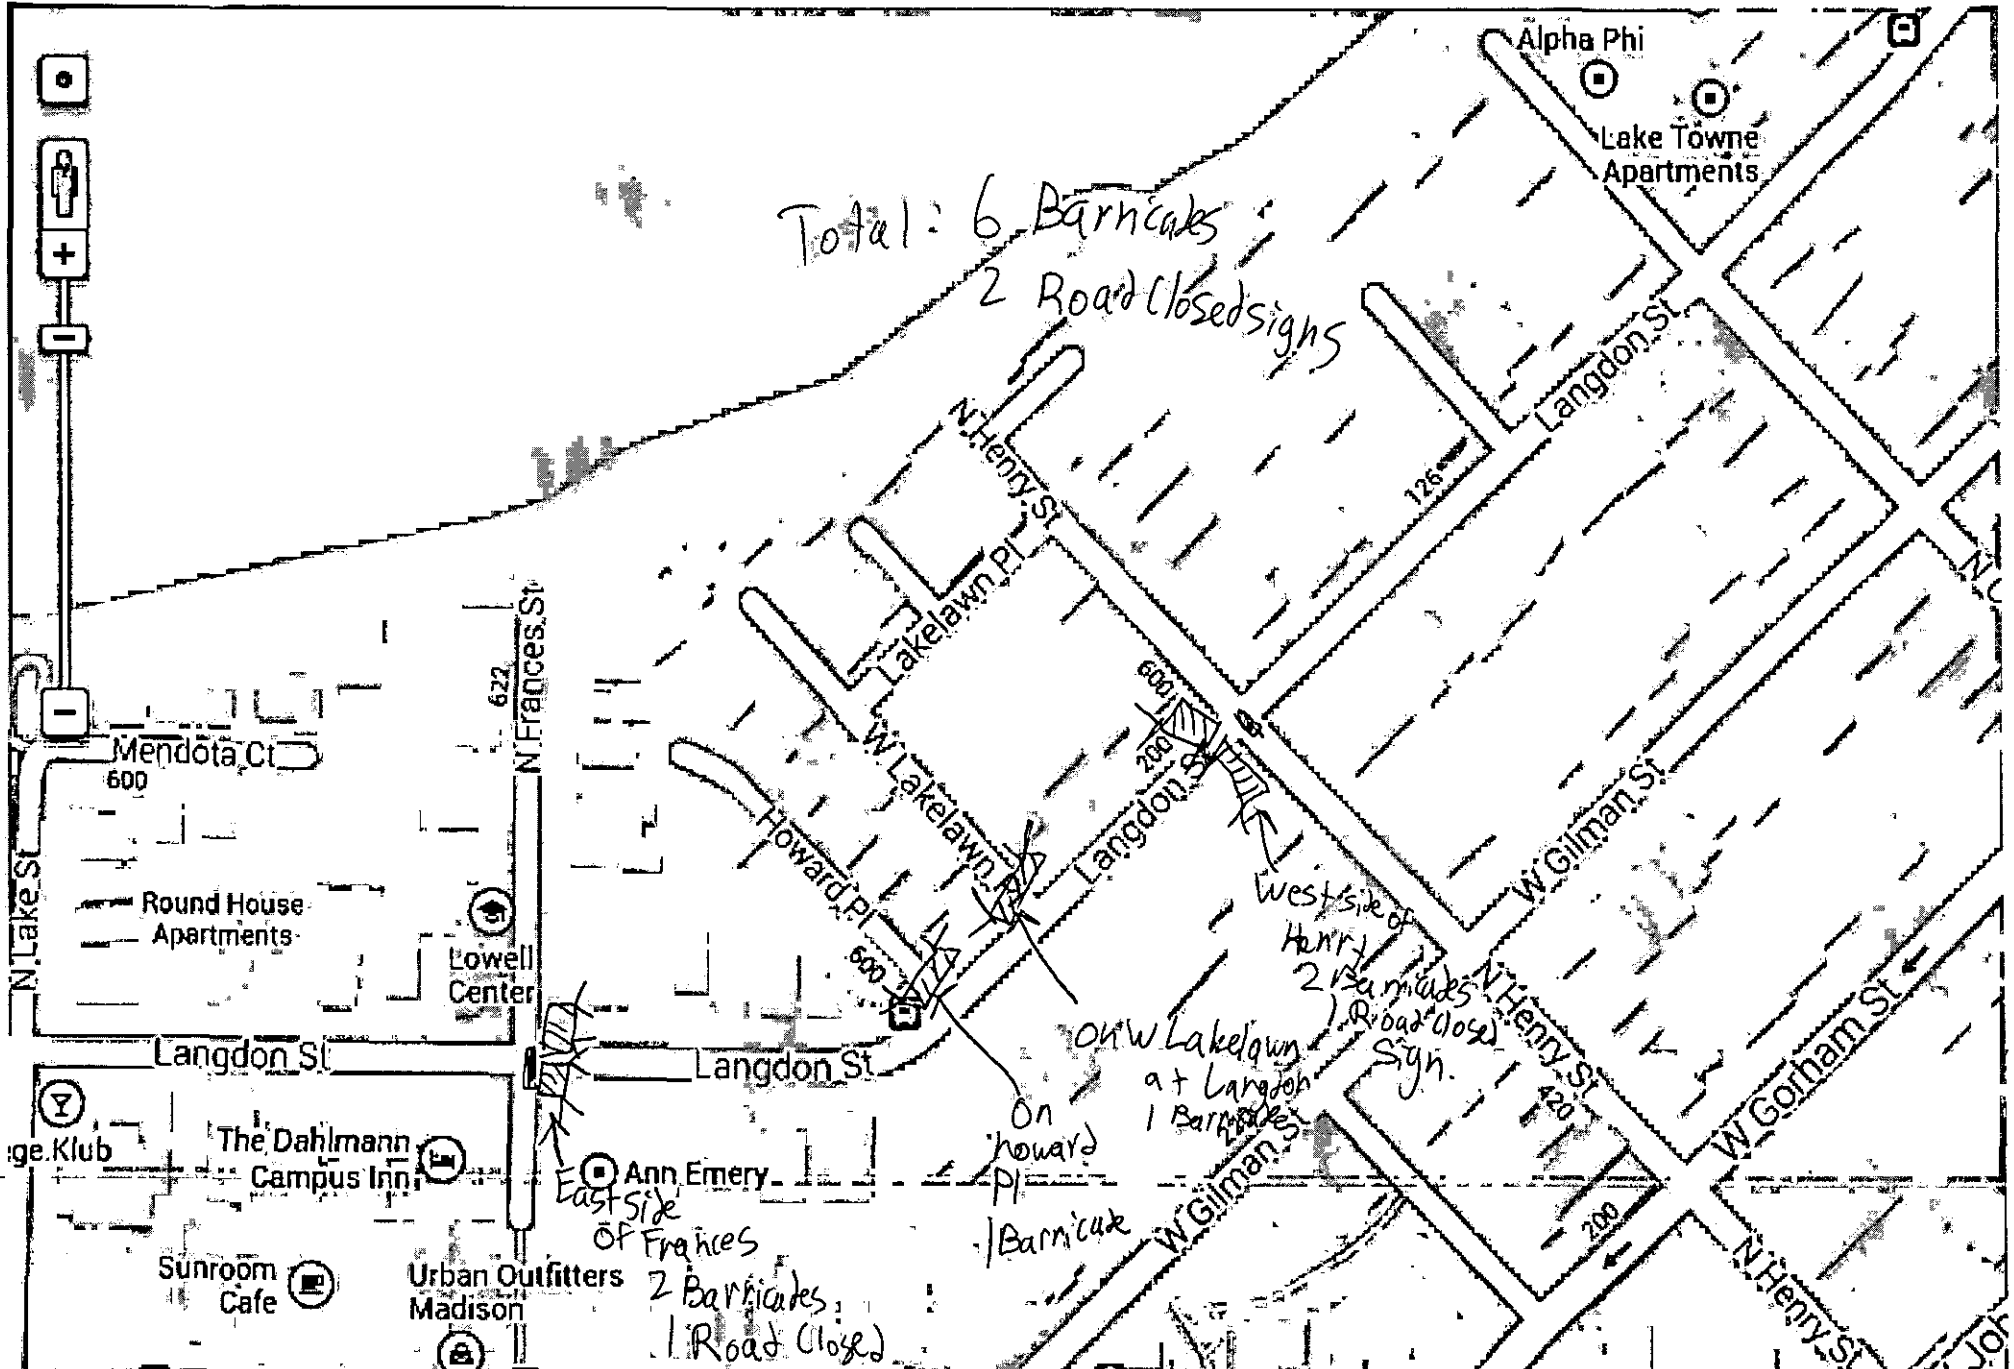 Alpha Phi
Lake Towne
Apartments
Total: 6 Barricades
2 Road Closed signs
Langdon St
N Henry St
126
Lakelawn Pl
N Frances St
622
600
200
Mendota Ct
600
W Lakelawn
Howard Pl
Langdon St
W Gilman St
N Lake St
Round House
Apartments
Lowell
Center
600
West side of
Henry
2 Barricades
1 Road Closed
Sign.
N Henry St
W Gorham St
420
Langdon St
Langdon St
On W Lakelawn
at Langdon
1 Barricade
On
howard
Pl
1 Barricade
ge Klub
The Dahlmann
Campus Inn
Ann Emery
East side
of Frances
2 Barricades
1 Road Closed
W Gilman St
200
N Henry St
Sunroom
Cafe
Urban Outfitters
Madison
Joh